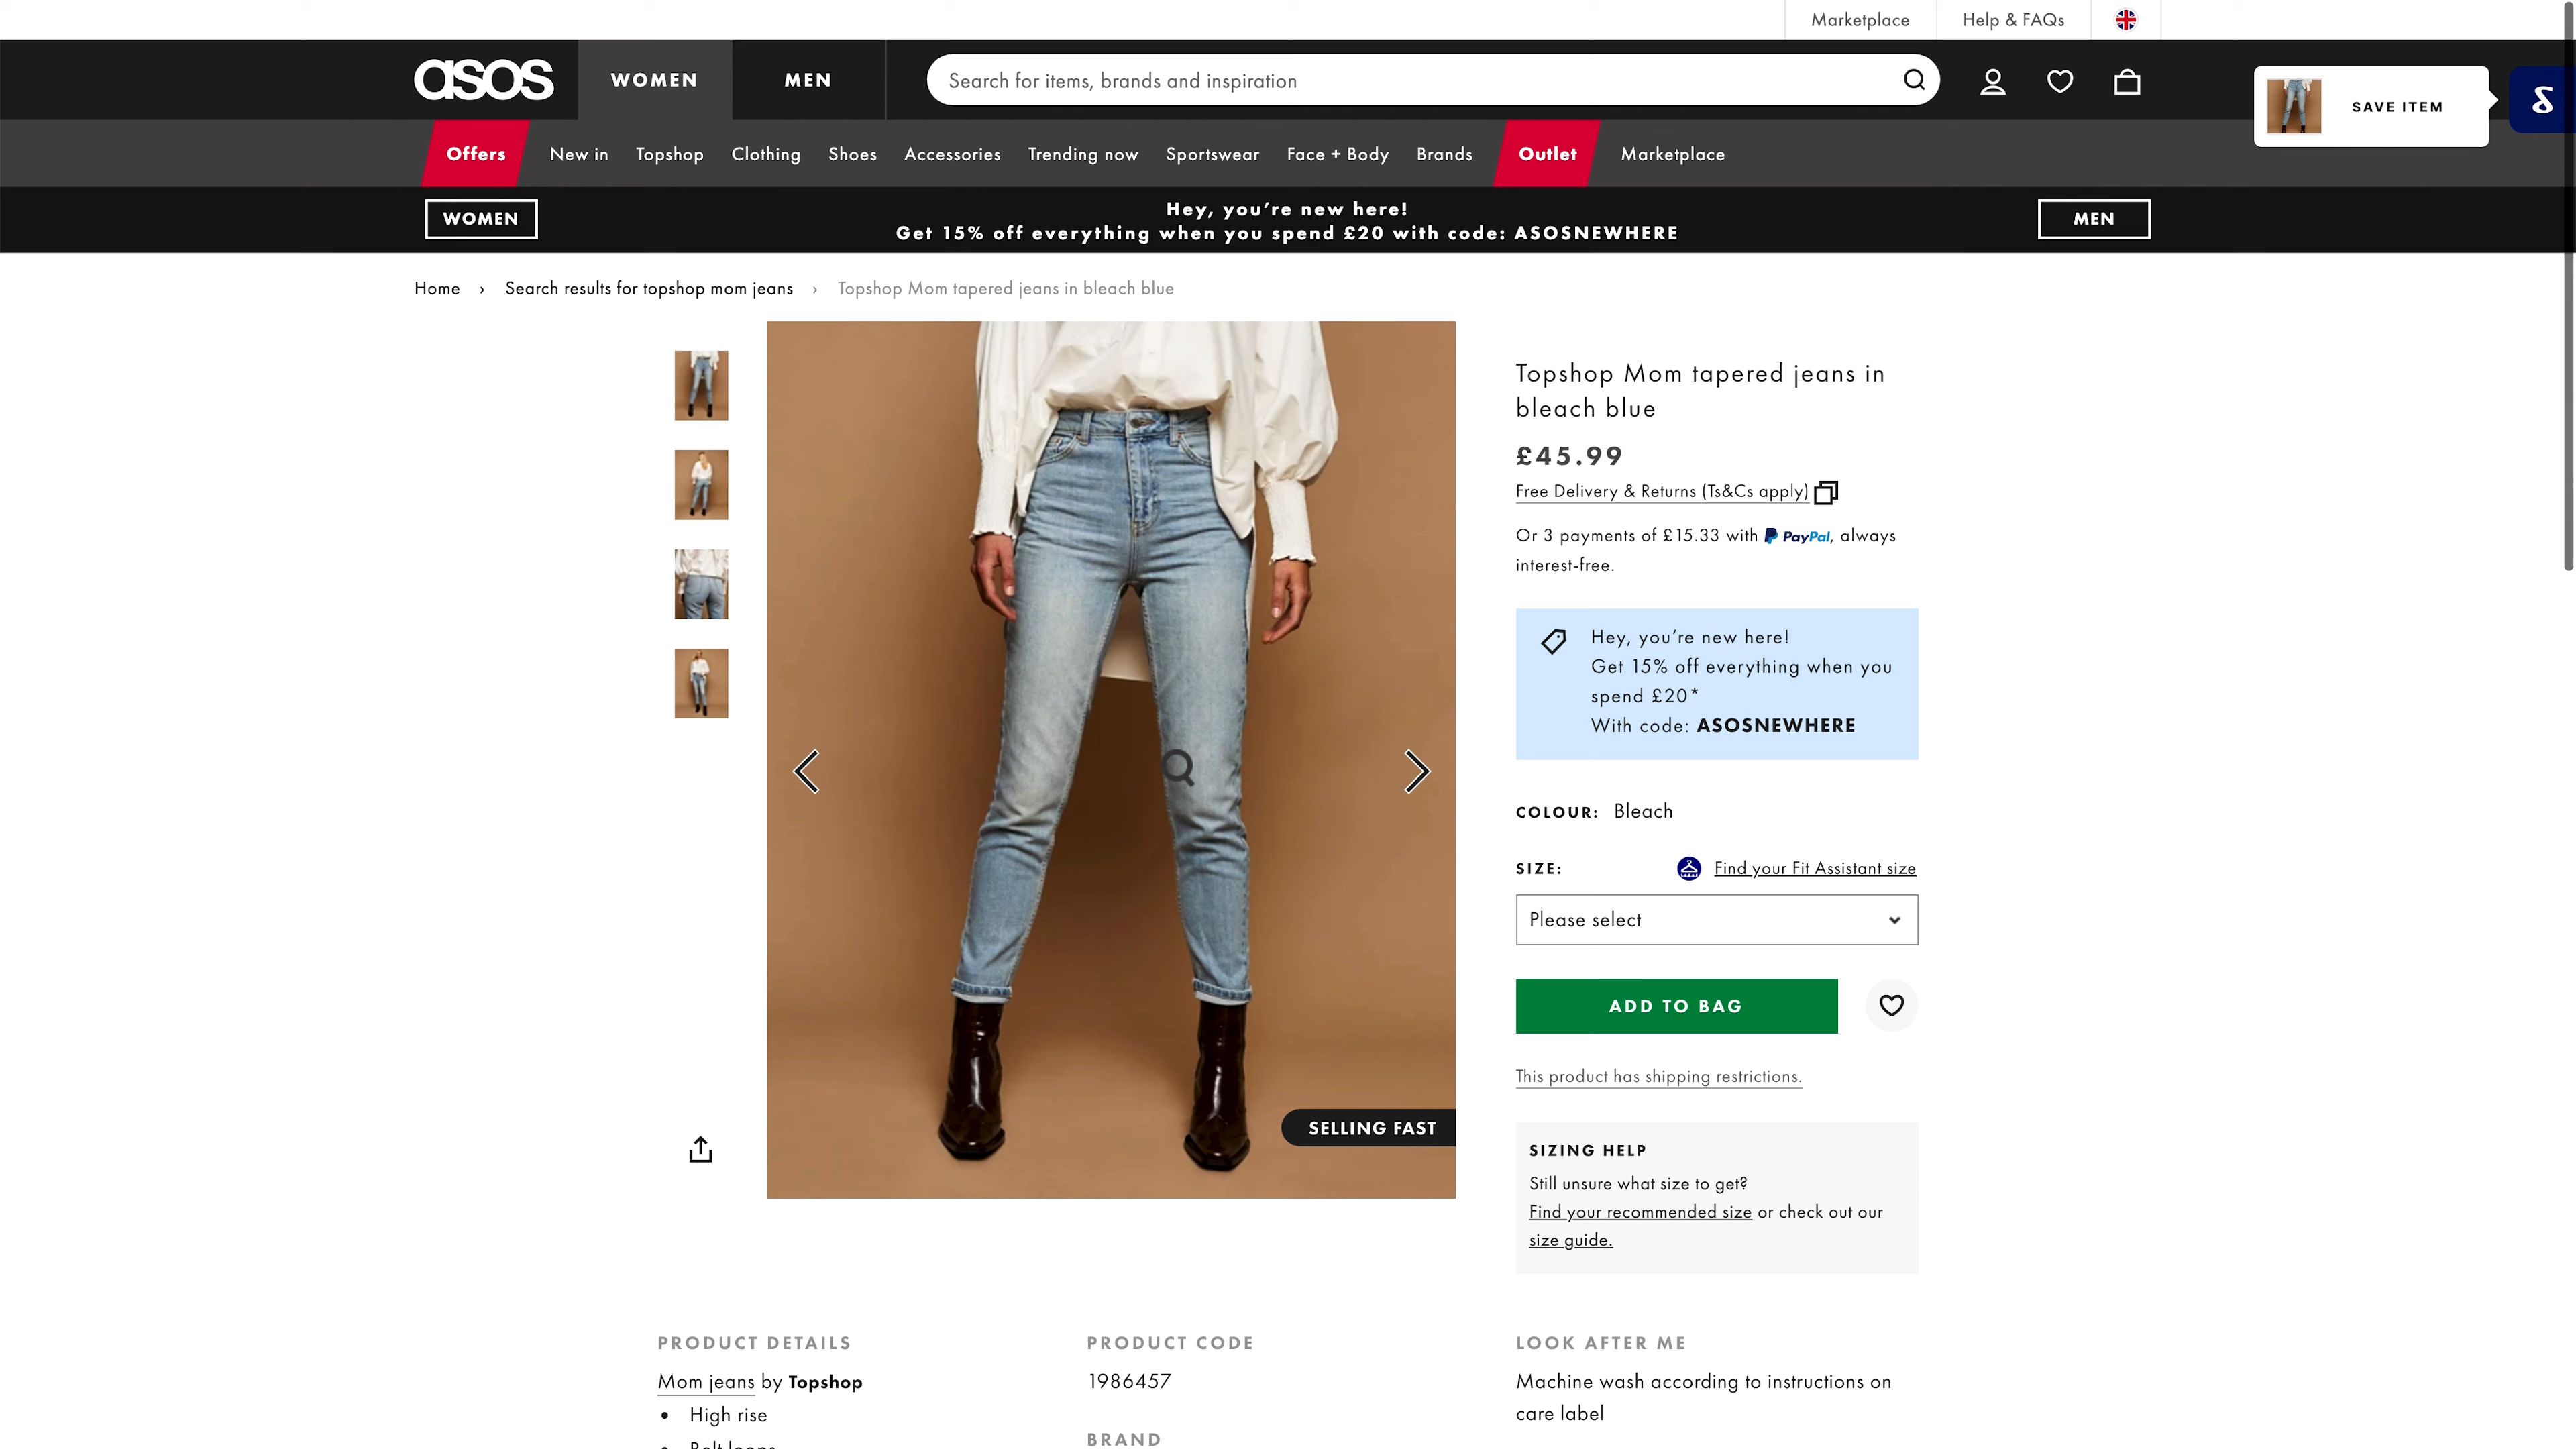 Marketplace
Help & FAQs
asos
WOMEN
MEN
Search for items, brands and inspiration
SAVE ITEM
Offers
New in
Topshop
Clothing
Shoes
Accessories
Trending now
Sportswear
Face + Body
Brands
Outlet
Marketplace
WOMEN
Hey, you're new here!
Get 15% off everything when you spend £20 with code: ASOSNEWHERE
MEN
Home › Search results for topshop mom jeans › Topshop Mom tapered jeans in bleach blue
Topshop Mom tapered jeans in
bleach blue
£45.99
Free Delivery & Returns (Ts&Cs apply)
Or 3 payments of £15.33 with PayPal, always
interest-free.
Hey, you're new here!
Get 15% off everything when you
spend £20*
With code: ASOSNEWHERE
COLOUR: Bleach
SIZE:
Find your Fit Assistant size
Please select
ADD TO BAG
SELLING FAST
This product has shipping restrictions.
SIZING HELP
Still unsure what size to get?
Find your recommended size or check out our
size guide.
PRODUCT DETAILS
Mom jeans by Topshop
• High rise
• Belt loops
PRODUCT CODE
1986457
BRAND
LOOK AFTER ME
Machine wash according to instructions on
care label